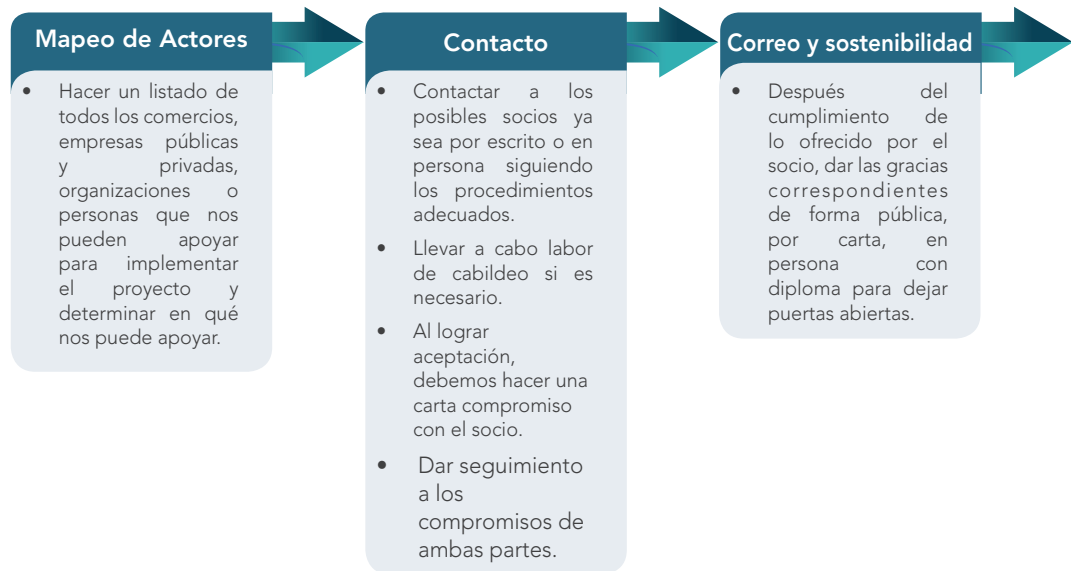 Mapeo de Actores
• Hacer un listado de
todos los comercios,
empresas públicas
y privadas,
organizaciones o
personas que nos
pueden apoyar
para implementar
el proyecto y
determinar en qué
nos puede apoyar.
Contacto
• Contactar a los
posibles socios ya
sea por escrito o en
persona siguiendo
los procedimientos
adecuados.
• Llevar a cabo labor
de cabildeo si es
necesario.
• Al lograr
aceptación,
debemos hacer una
carta compromiso
con el socio.
• Dar seguimiento
a los
compromisos de
ambas partes.
Correo y sostenibilidad
• Después del
cumplimiento de
lo ofrecido por el
socio, dar las gracias
correspondientes
de forma pública,
por carta, en
persona con
diploma para dejar
puertas abiertas.